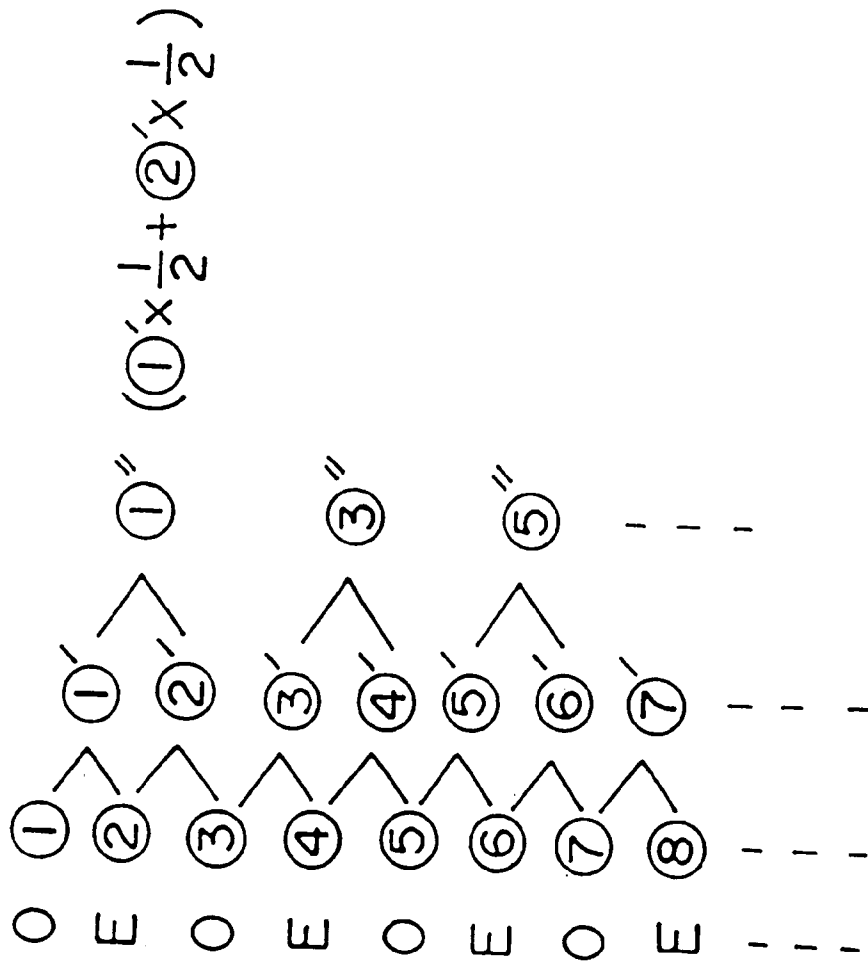 O ①
①′
E ②
①″ (①′×1/2+②′×1/2)
②′
O ③
③′
E ④
③″
④′
O ⑤
⑤′
E ⑥
⑤″
⑥′
O ⑦
⑦′
E ⑧